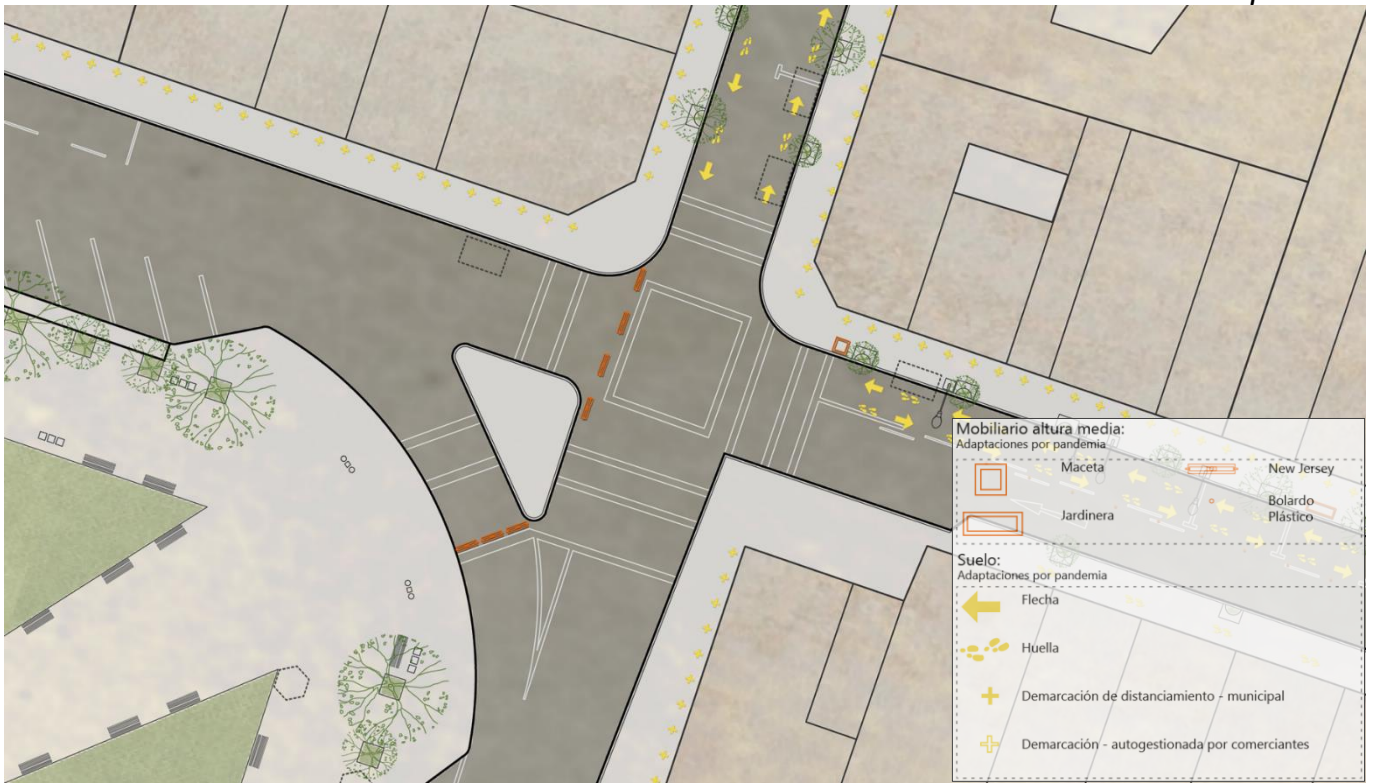 Mobiliario altura media:
Adaptaciones por pandemia
Maceta
New Jersey
Jardinera
Bolardo
Plástico
Suelo:
Adaptaciones por pandemia
Flecha
Huella
Demarcación de distanciamiento - municipal
Demarcación - autogestionada por comerciantes